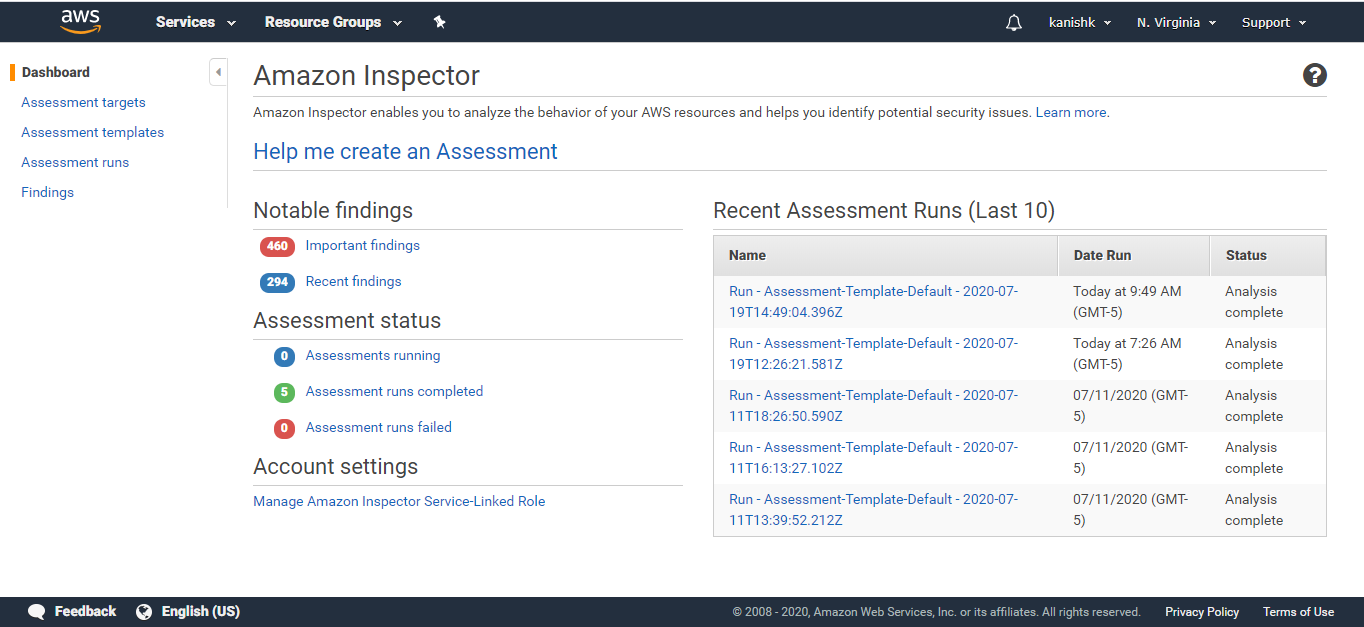 aws Services Resource Groups kanishk N. Virginia Support
Dashboard
Assessment targets
Assessment templates
Assessment runs
Findings
Amazon Inspector
?
Amazon Inspector enables you to analyze the behavior of your AWS resources and helps you identify potential security issues. Learn more.
Help me create an Assessment
Notable findings
460 Important findings
294 Recent findings
Assessment status
0 Assessments running
5 Assessment runs completed
0 Assessment runs failed
Account settings
Manage Amazon Inspector Service-Linked Role
Recent Assessment Runs (Last 10)
Name Date Run Status
Run - Assessment-Template-Default - 2020-07- Today at 9:49 AM Analysis
19T14:49:04.396Z (GMT-5) complete
Run - Assessment-Template-Default - 2020-07- Today at 7:26 AM Analysis
19T12:26:21.581Z (GMT-5) complete
Run - Assessment-Template-Default - 2020-07- 07/11/2020 (GMT- Analysis
11T18:26:50.590Z 5) complete
Run - Assessment-Template-Default - 2020-07- 07/11/2020 (GMT- Analysis
11T16:13:27.102Z 5) complete
Run - Assessment-Template-Default - 2020-07- 07/11/2020 (GMT- Analysis
11T13:39:52.212Z 5) complete
Feedback English (US) © 2008 - 2020, Amazon Web Services, Inc. or its affiliates. All rights reserved. Privacy Policy Terms of Use